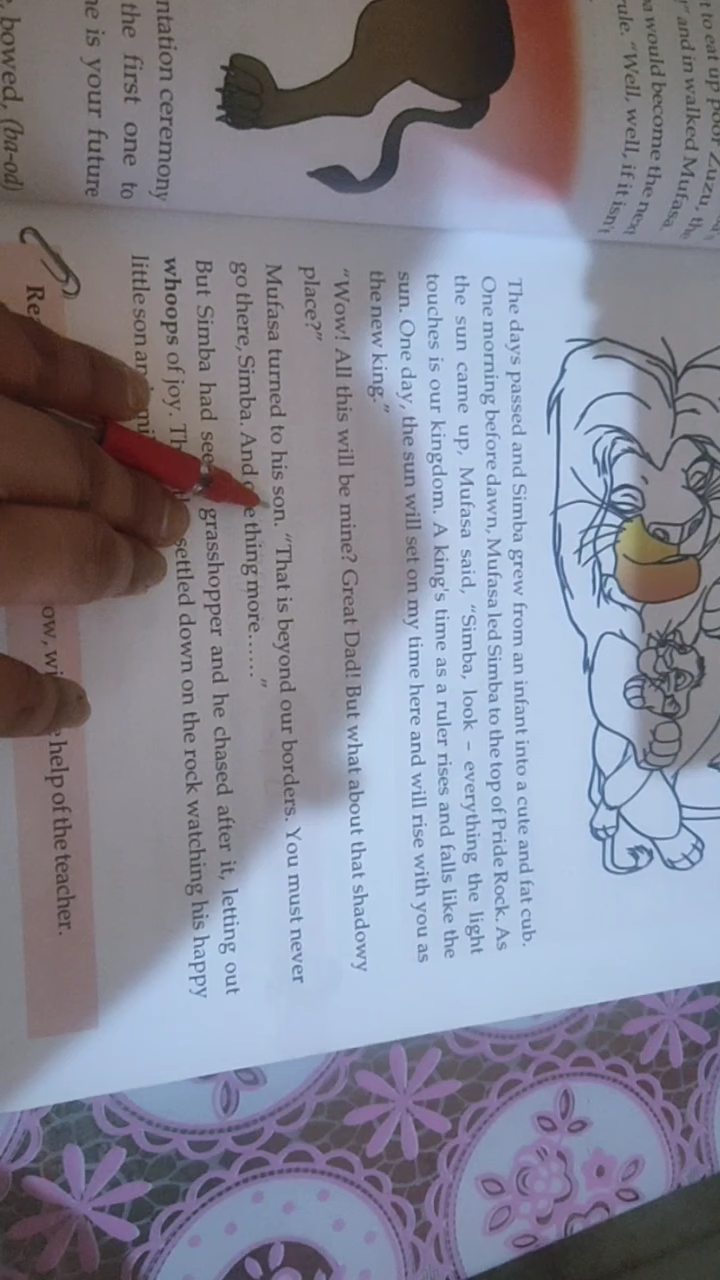 t to eat up poor Zuzu,
and in walked Mufasa, the
would become the
rule. "Well, well, if it isn't
ntation ceremony
the first one to
is your future
bowed, (ba-od)
The days passed and Simba grew from an infant into a cute and fat cub.
One morning before dawn, Mufasa led Simba to the top of Pride Rock. As
the sun came up, Mufasa said, "Simba, look – everything the light
touches is our kingdom. A king's time as a ruler rises and falls like the
sun. One day, the sun will set on my time here and will rise with you as
the new king."
"Wow! All this will be mine? Great Dad! But what about that shadowy
place?"
Mufasa turned to his son. "That is beyond our borders. You must never
go there, Simba. And one thing more……"
But Simba had seen grasshopper and he chased after it, letting out
whoops of joy. settled down on the rock watching his happy
little son
help of the teacher.